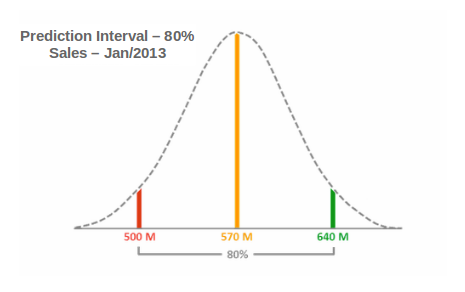 Prediction Interval – 80%
Sales – Jan/2013
500 M 570 M 640 M
80%